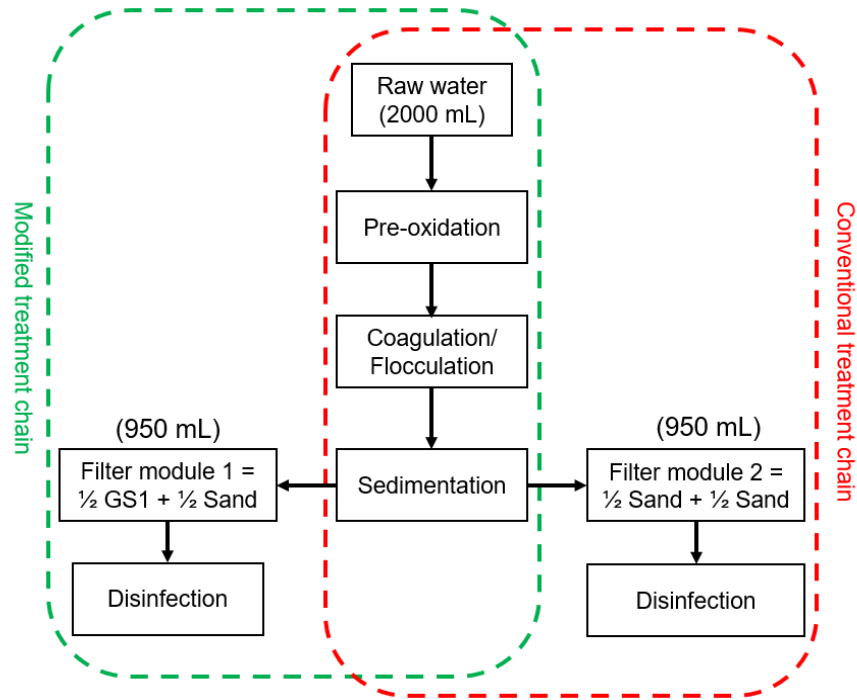 Raw water
(2000 mL)
Pre-oxidation
Coagulation/
Flocculation
Sedimentation
(950 mL)
Filter module 1 =
½ GS1 + ½ Sand
Disinfection
(950 mL)
Filter module 2 =
½ Sand + ½ Sand
Disinfection
Modified treatment chain
Conventional treatment chain